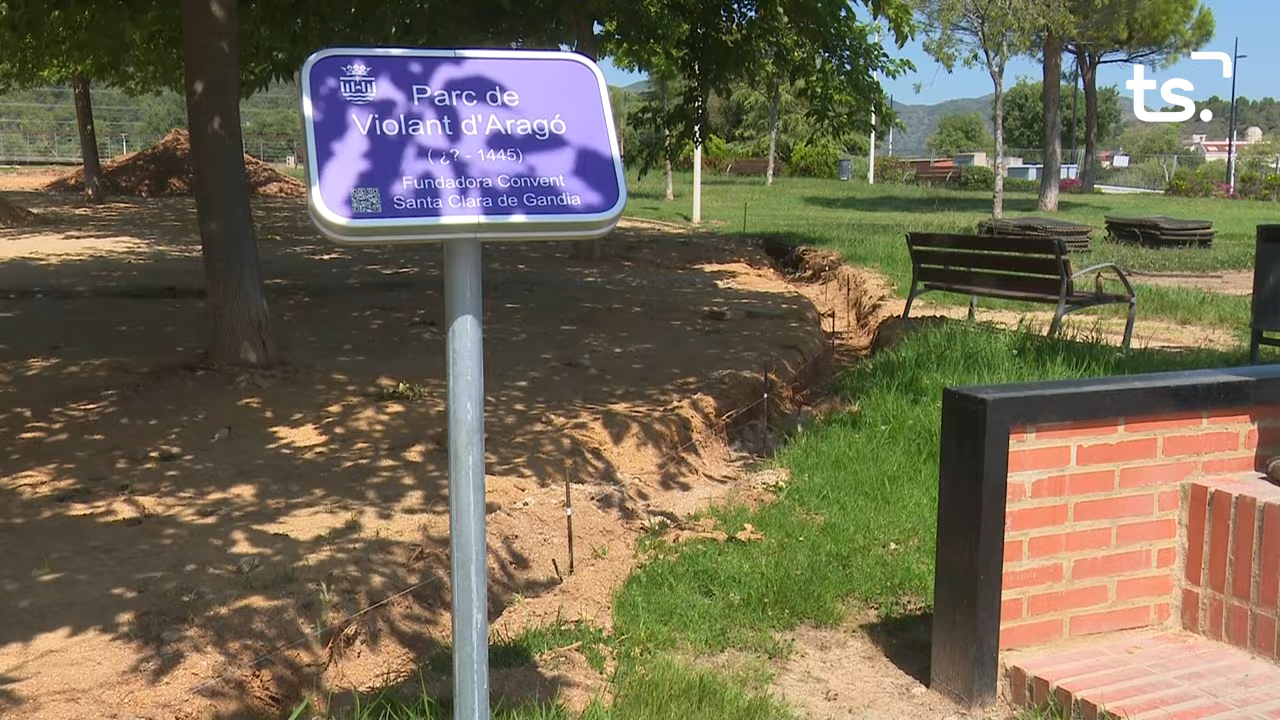 Parc de
Violant d'Aragó
( ¿? - 1445)
Fundadora Convent
Santa Clara de Gandia
ts.